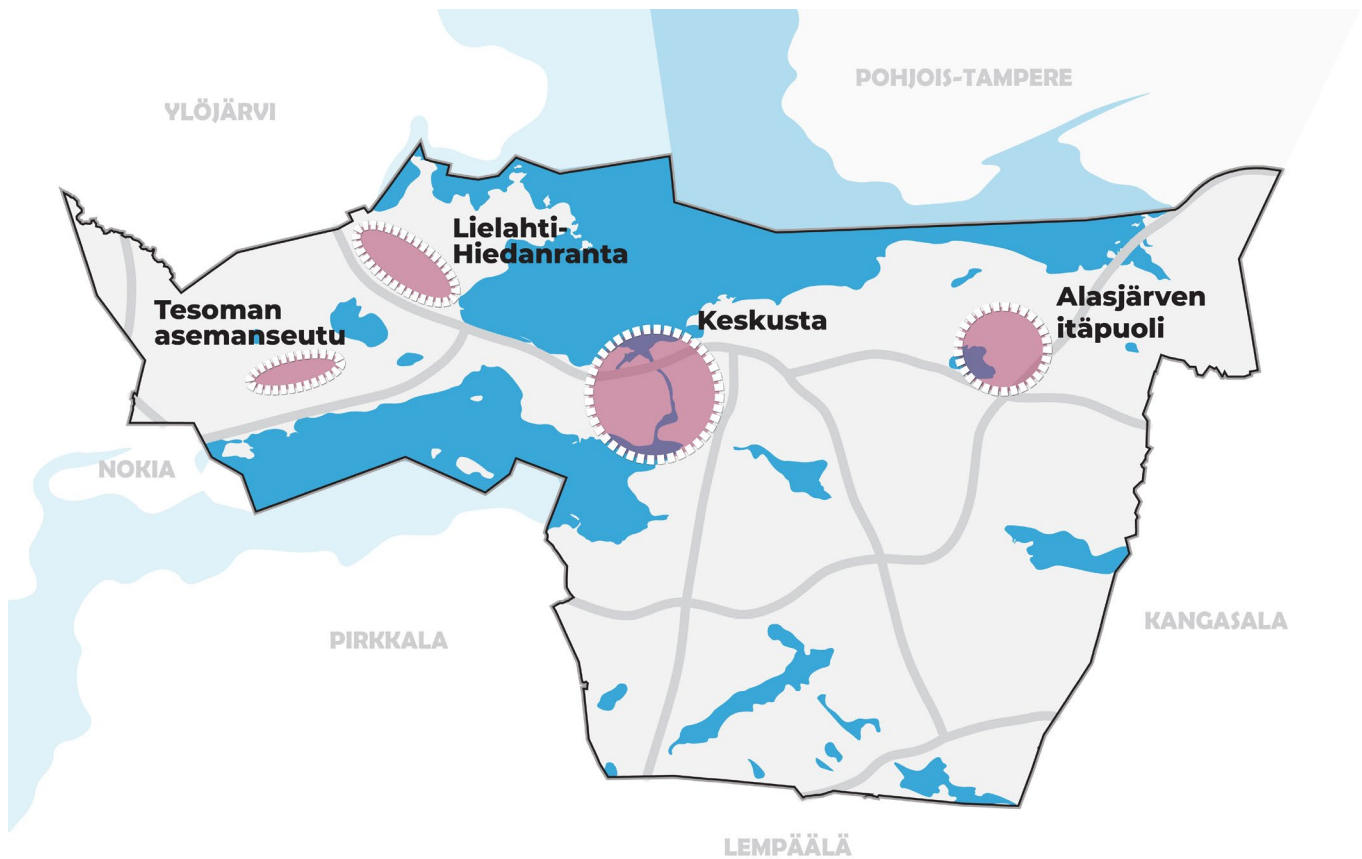 POHJOIS-TAMPERE
YLÖJÄRVI
Lielahti-
Hiedanranta
Tesoman
asemanseutu
Keskusta
Alasjärven
itäpuoli
NOKIA
PIRKKALA
KANGASALA
LEMPÄÄLÄ